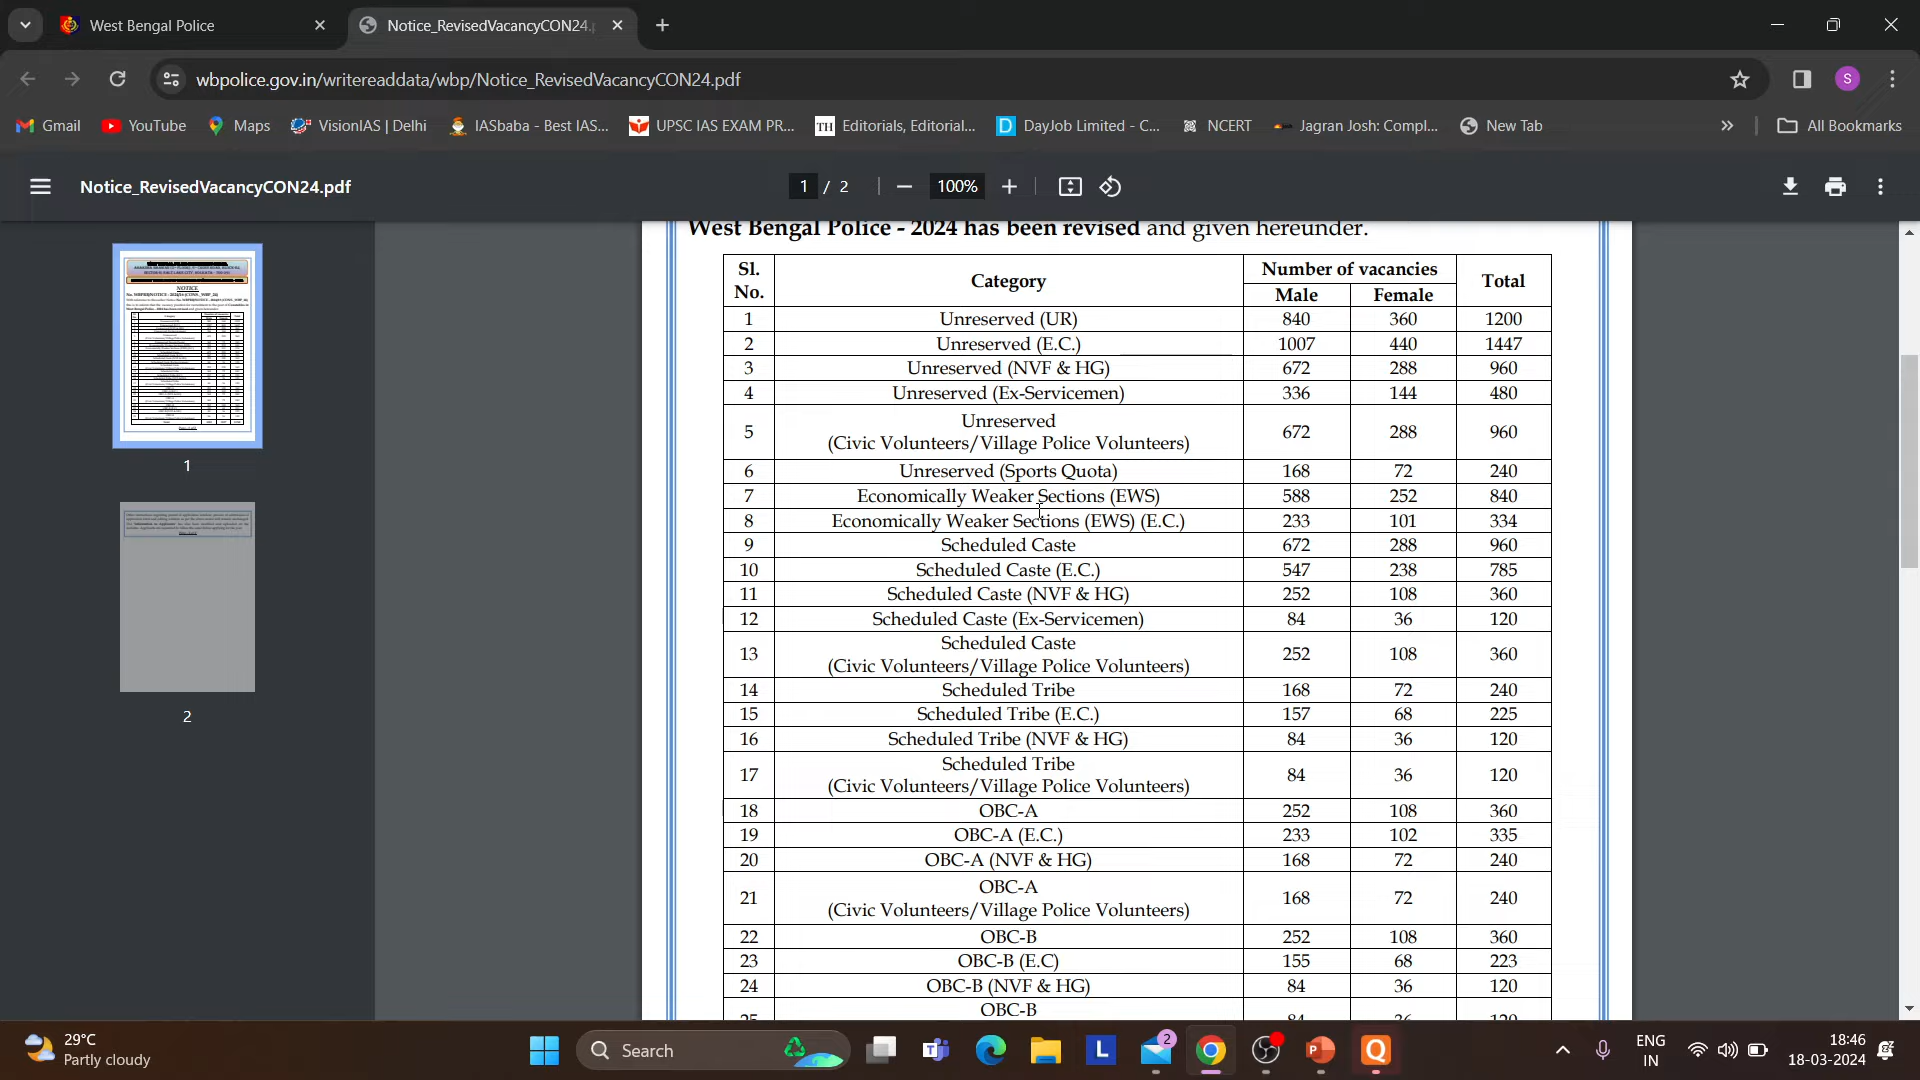 West Bengal Police
Notice_RevisedVacancyCON24.p
wbpolice.gov.in/writereaddata/wbp/Notice_RevisedVacancyCON24.pdf
S
Gmail YouTube Maps VisionIAS | Delhi IASbaba - Best IAS... UPSC IAS EXAM PR... TH Editorials, Editorial... D DayJob Limited - C... NCERT Jagran Josh: Compl... New Tab » All Bookmarks
Notice_RevisedVacancyCON24.pdf 1 / 2 100%
1
2
West Bengal Police - 2024 has been revised and given hereunder.
Sl. No. Category Number of vacancies Total
Male Female
1 Unreserved (UR) 840 360 1200
2 Unreserved (E.C.) 1007 440 1447
3 Unreserved (NVF & HG) 672 288 960
4 Unreserved (Ex-Servicemen) 336 144 480
5 Unreserved
(Civic Volunteers/Village Police Volunteers) 672 288 960
6 Unreserved (Sports Quota) 168 72 240
7 Economically Weaker Sections (EWS) 588 252 840
8 Economically Weaker Sections (EWS) (E.C.) 233 101 334
9 Scheduled Caste 672 288 960
10 Scheduled Caste (E.C.) 547 238 785
11 Scheduled Caste (NVF & HG) 252 108 360
12 Scheduled Caste (Ex-Servicemen) 84 36 120
13 Scheduled Caste
(Civic Volunteers/Village Police Volunteers) 252 108 360
14 Scheduled Tribe 168 72 240
15 Scheduled Tribe (E.C.) 157 68 225
16 Scheduled Tribe (NVF & HG) 84 36 120
17 Scheduled Tribe
(Civic Volunteers/Village Police Volunteers) 84 36 120
18 OBC-A 252 108 360
19 OBC-A (E.C.) 233 102 335
20 OBC-A (NVF & HG) 168 72 240
21 OBC-A
(Civic Volunteers/Village Police Volunteers) 168 72 240
22 OBC-B 252 108 360
23 OBC-B (E.C) 155 68 223
24 OBC-B (NVF & HG) 84 36 120
25 OBC-B 84 36 120
29°C
Partly cloudy
Search
L
2
Q
ENG
IN
18:46
18-03-2024